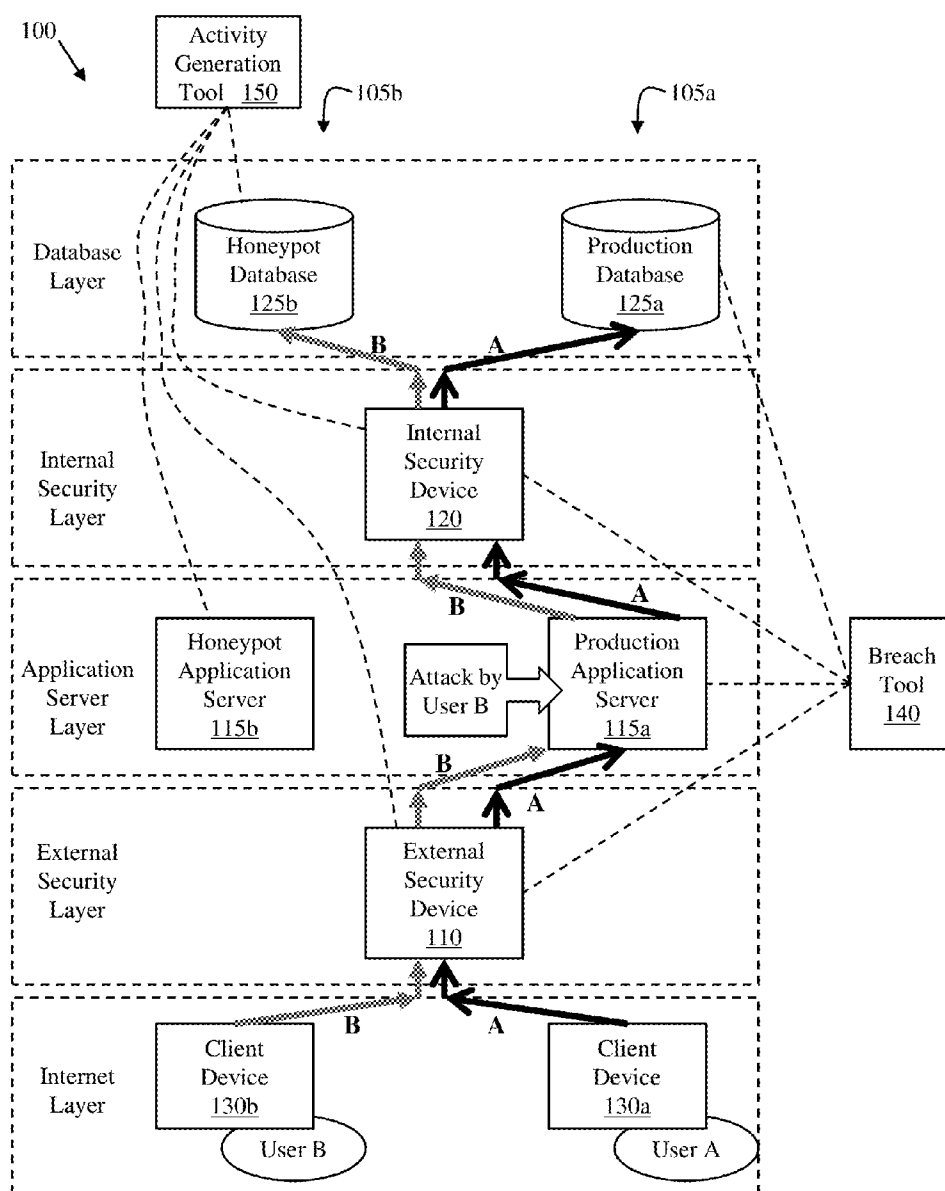 100
Activity
Generation
Tool 150
105b
105a
Database
Layer
Honeypot
Database
125b
Production
Database
125a
B
A
Internal
Security
Layer
Internal
Security
Device
120
B
A
Application
Server
Layer
Honeypot
Application
Server
115b
Attack by
User B
Production
Application
Server
115a
Breach
Tool
140
B
A
External
Security
Layer
External
Security
Device
110
B
A
Internet
Layer
Client
Device
130b
User B
Client
Device
130a
User A